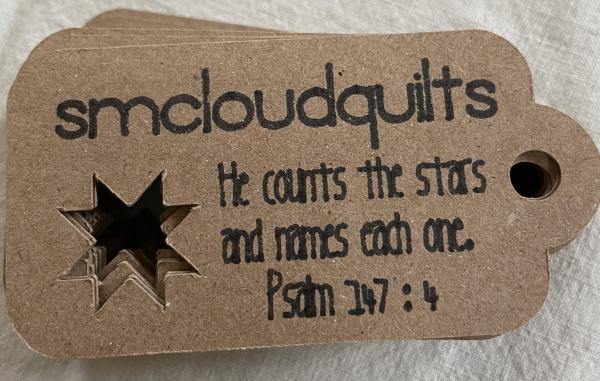 smcloudquilts
He counts the stars
and names each one.
Psalm 147 : 4